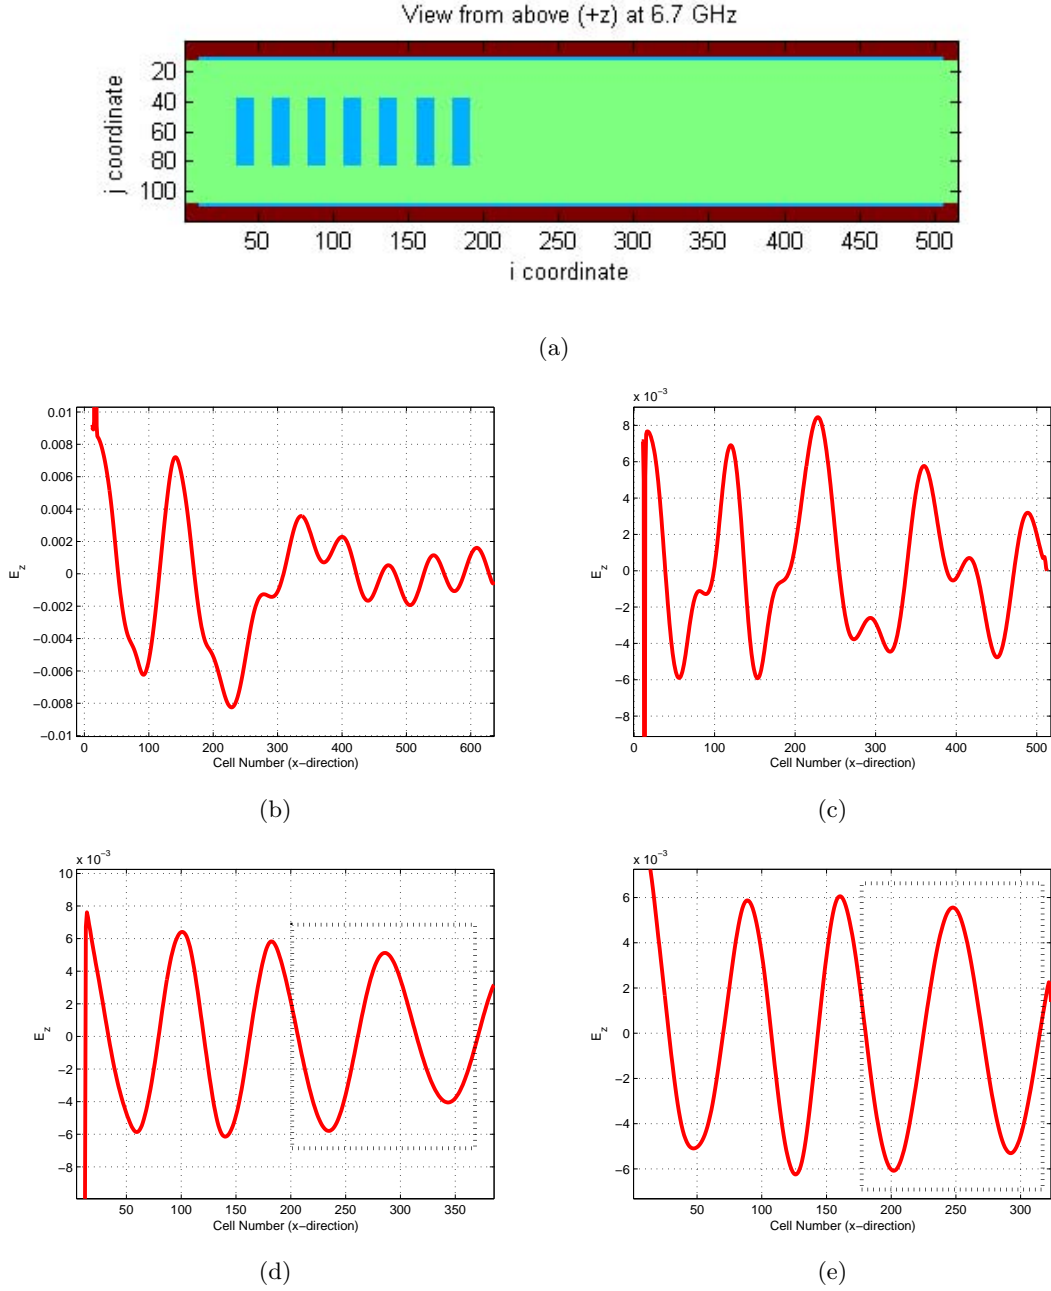 View from above (+z) at 6.7 GHz
j coordinate
20
40
60
80
100
50 100 150 200 250 300 350 400 450 500
i coordinate
(a)
0.01
0.008
0.006
0.004
0.002
0
−0.002
−0.004
−0.006
−0.008
−0.01
E_z
0 100 200 300 400 500 600
Cell Number (x−direction)
(b)
x 10^−3
8
6
4
2
0
−2
−4
−6
−8
E_z
0 100 200 300 400 500
Cell Number (x−direction)
(c)
x 10^−3
10
8
6
4
2
0
−2
−4
−6
−8
E_z
50 100 150 200 250 300 350
Cell Number (x−direction)
(d)
x 10^−3
6
4
2
0
−2
−4
−6
E_z
50 100 150 200 250 300
Cell Number (x−direction)
(e)